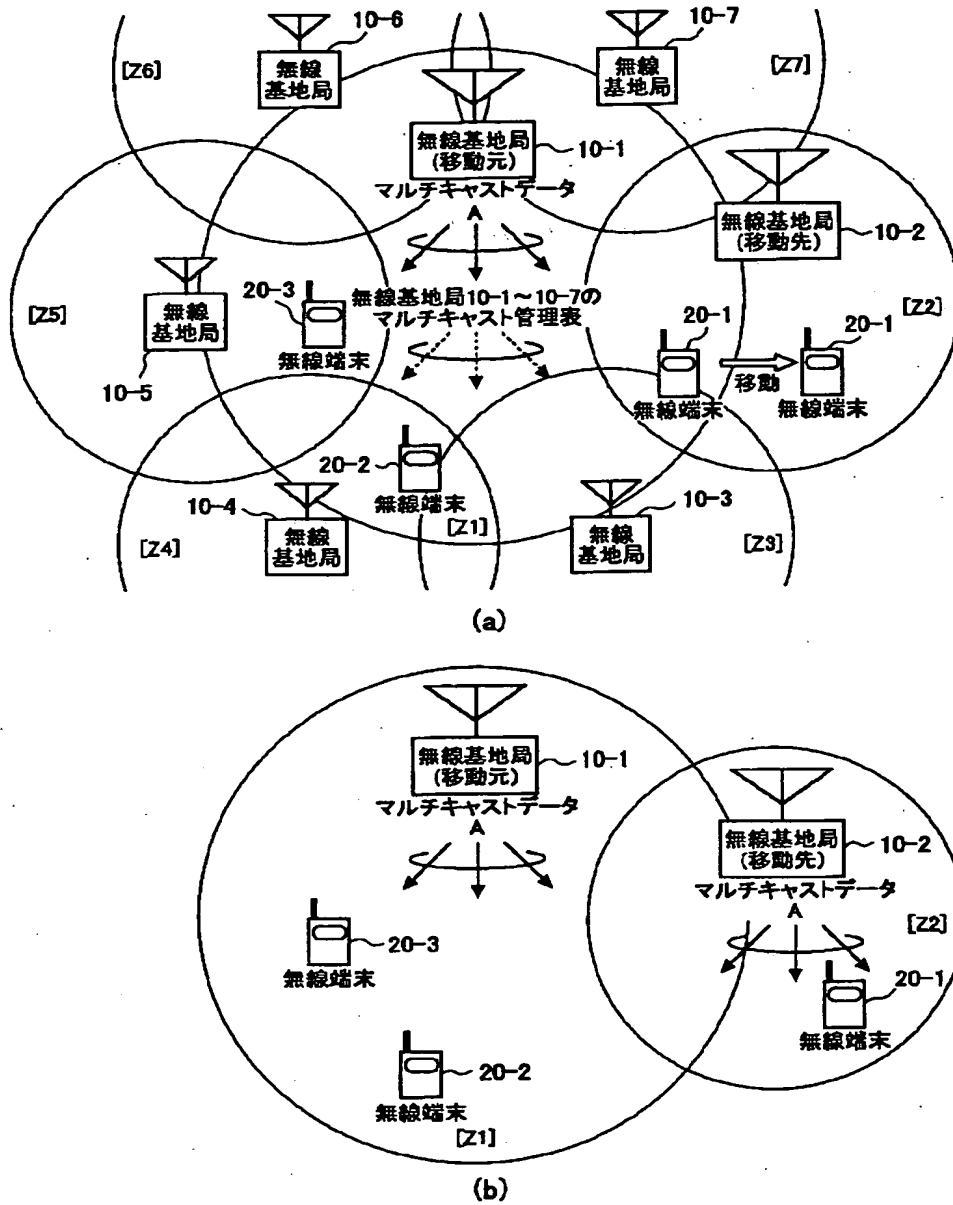 10-6
10-7
[Z6]
無線
基地局
無線
基地局
[Z7]
無線基地局
(移動元)
10-1
マルチキャストデータ
A
無線基地局
(移動先)
10-2
[Z5]
無線
基地局
10-5
20-3
無線端末
無線基地局10-1～10-7の
マルチキャスト管理表
[Z2]
20-1
20-1
移動
無線端末
無線端末
20-2
無線端末
10-4
無線
基地局
[Z4]
[Z1]
10-3
無線
基地局
[Z3]
(a)
無線基地局
(移動元)
10-1
マルチキャストデータ
A
無線基地局
(移動先)
10-2
マルチキャストデータ
A
[Z2]
20-3
無線端末
20-1
無線端末
20-2
無線端末
[Z1]
(b)